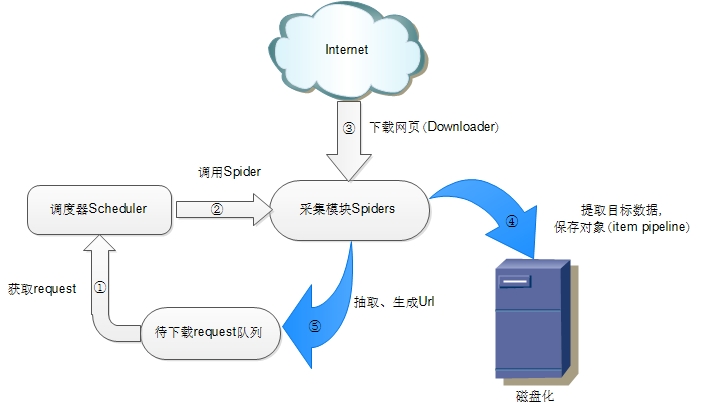 Internet
③
下载网页(Downloader)
调用Spider
调度器Scheduler
②
采集模块Spiders
④
提取目标数据,
保存对象(item pipeline)
获取request
①
待下载request队列
⑤
抽取、生成Url
磁盘化